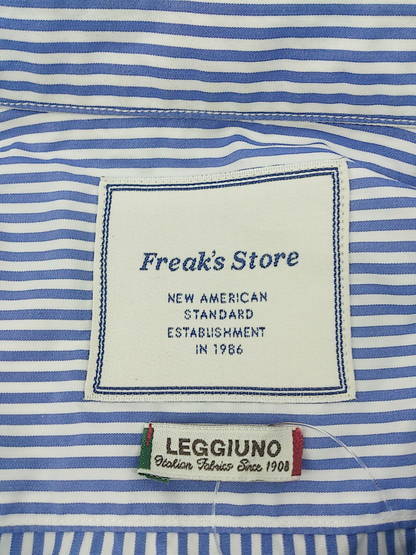 Freak's Store
NEW AMERICAN
STANDARD
ESTABLISHMENT
IN 1986
LEGGIUNO
Italian Fabrics Since 1908